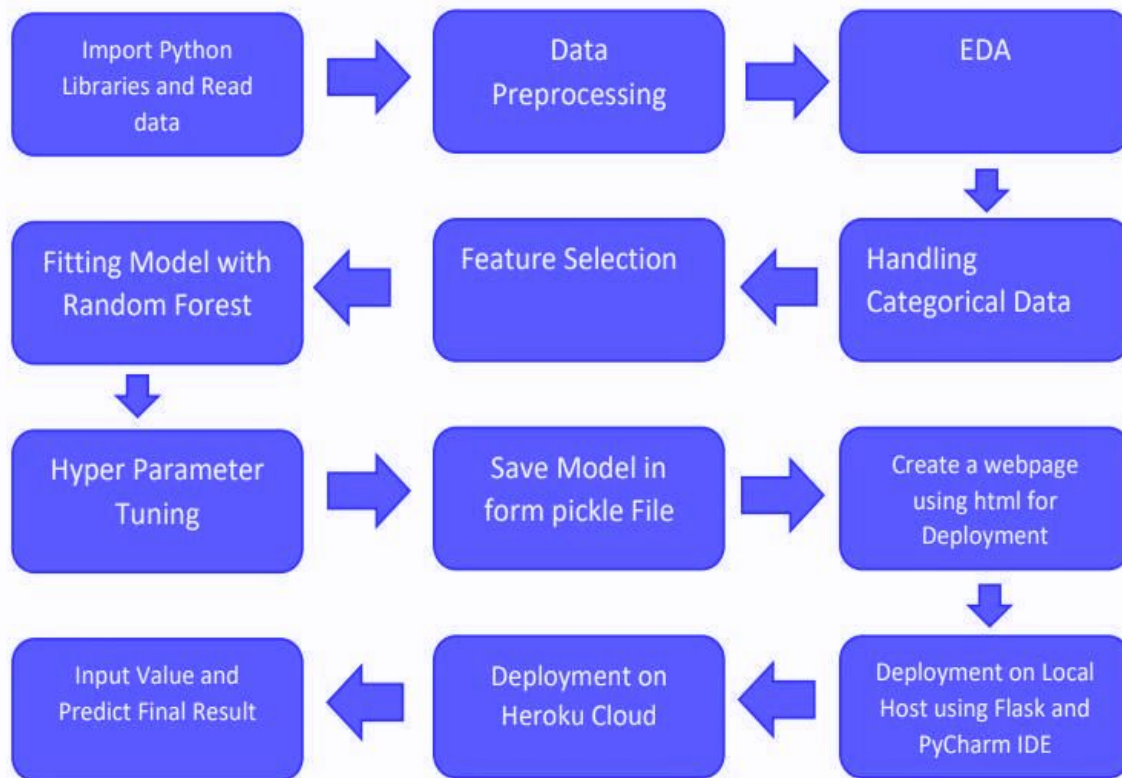 Import Python
Libraries and Read
data
Data
Preprocessing
EDA
Handling
Categorical Data
Feature Selection
Fitting Model with
Random Forest
Hyper Parameter
Tuning
Save Model in
form pickle File
Create a webpage
using html for
Deployment
Deployment on Local
Host using Flask and
PyCharm IDE
Deployment on
Heroku Cloud
Input Value and
Predict Final Result